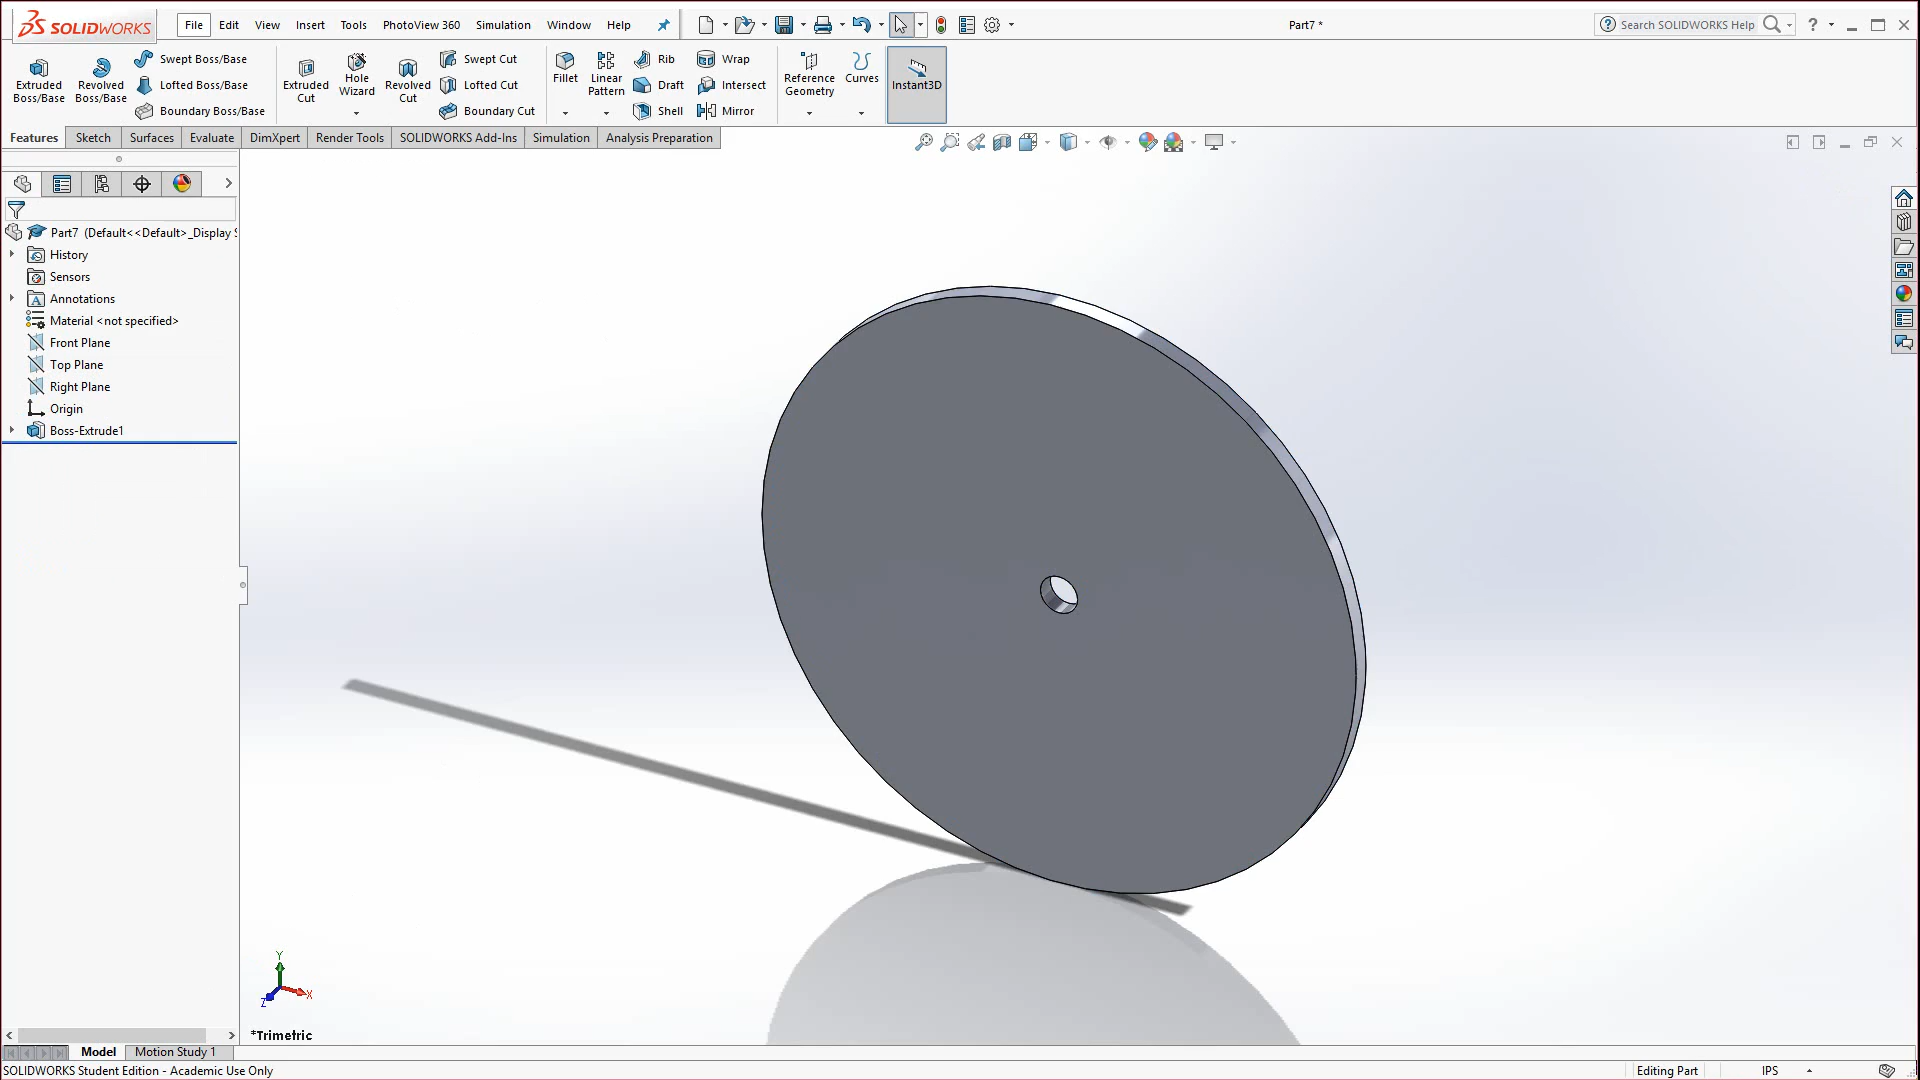 SOLIDWORKS
File Edit View Insert Tools PhotoView 360 Simulation Window Help
Part7 *
Search SOLIDWORKS Help
?
Extruded Boss/Base
Revolved Boss/Base
Swept Boss/Base
Lofted Boss/Base
Boundary Boss/Base
Extruded Cut
Hole Wizard
Revolved Cut
Swept Cut
Lofted Cut
Boundary Cut
Fillet
Linear Pattern
Rib
Draft
Shell
Wrap
Intersect
Mirror
Reference Geometry
Curves
Instant3D
Features Sketch Surfaces Evaluate DimXpert Render Tools SOLIDWORKS Add-Ins Simulation Analysis Preparation
Part7 (Default<<Default>_Display S
History
Sensors
A Annotations
Material <not specified>
Front Plane
Top Plane
Right Plane
Origin
Boss-Extrude1
Y
X
Z
*Trimetric
Model Motion Study 1
SOLIDWORKS Student Edition - Academic Use Only
Editing Part
IPS